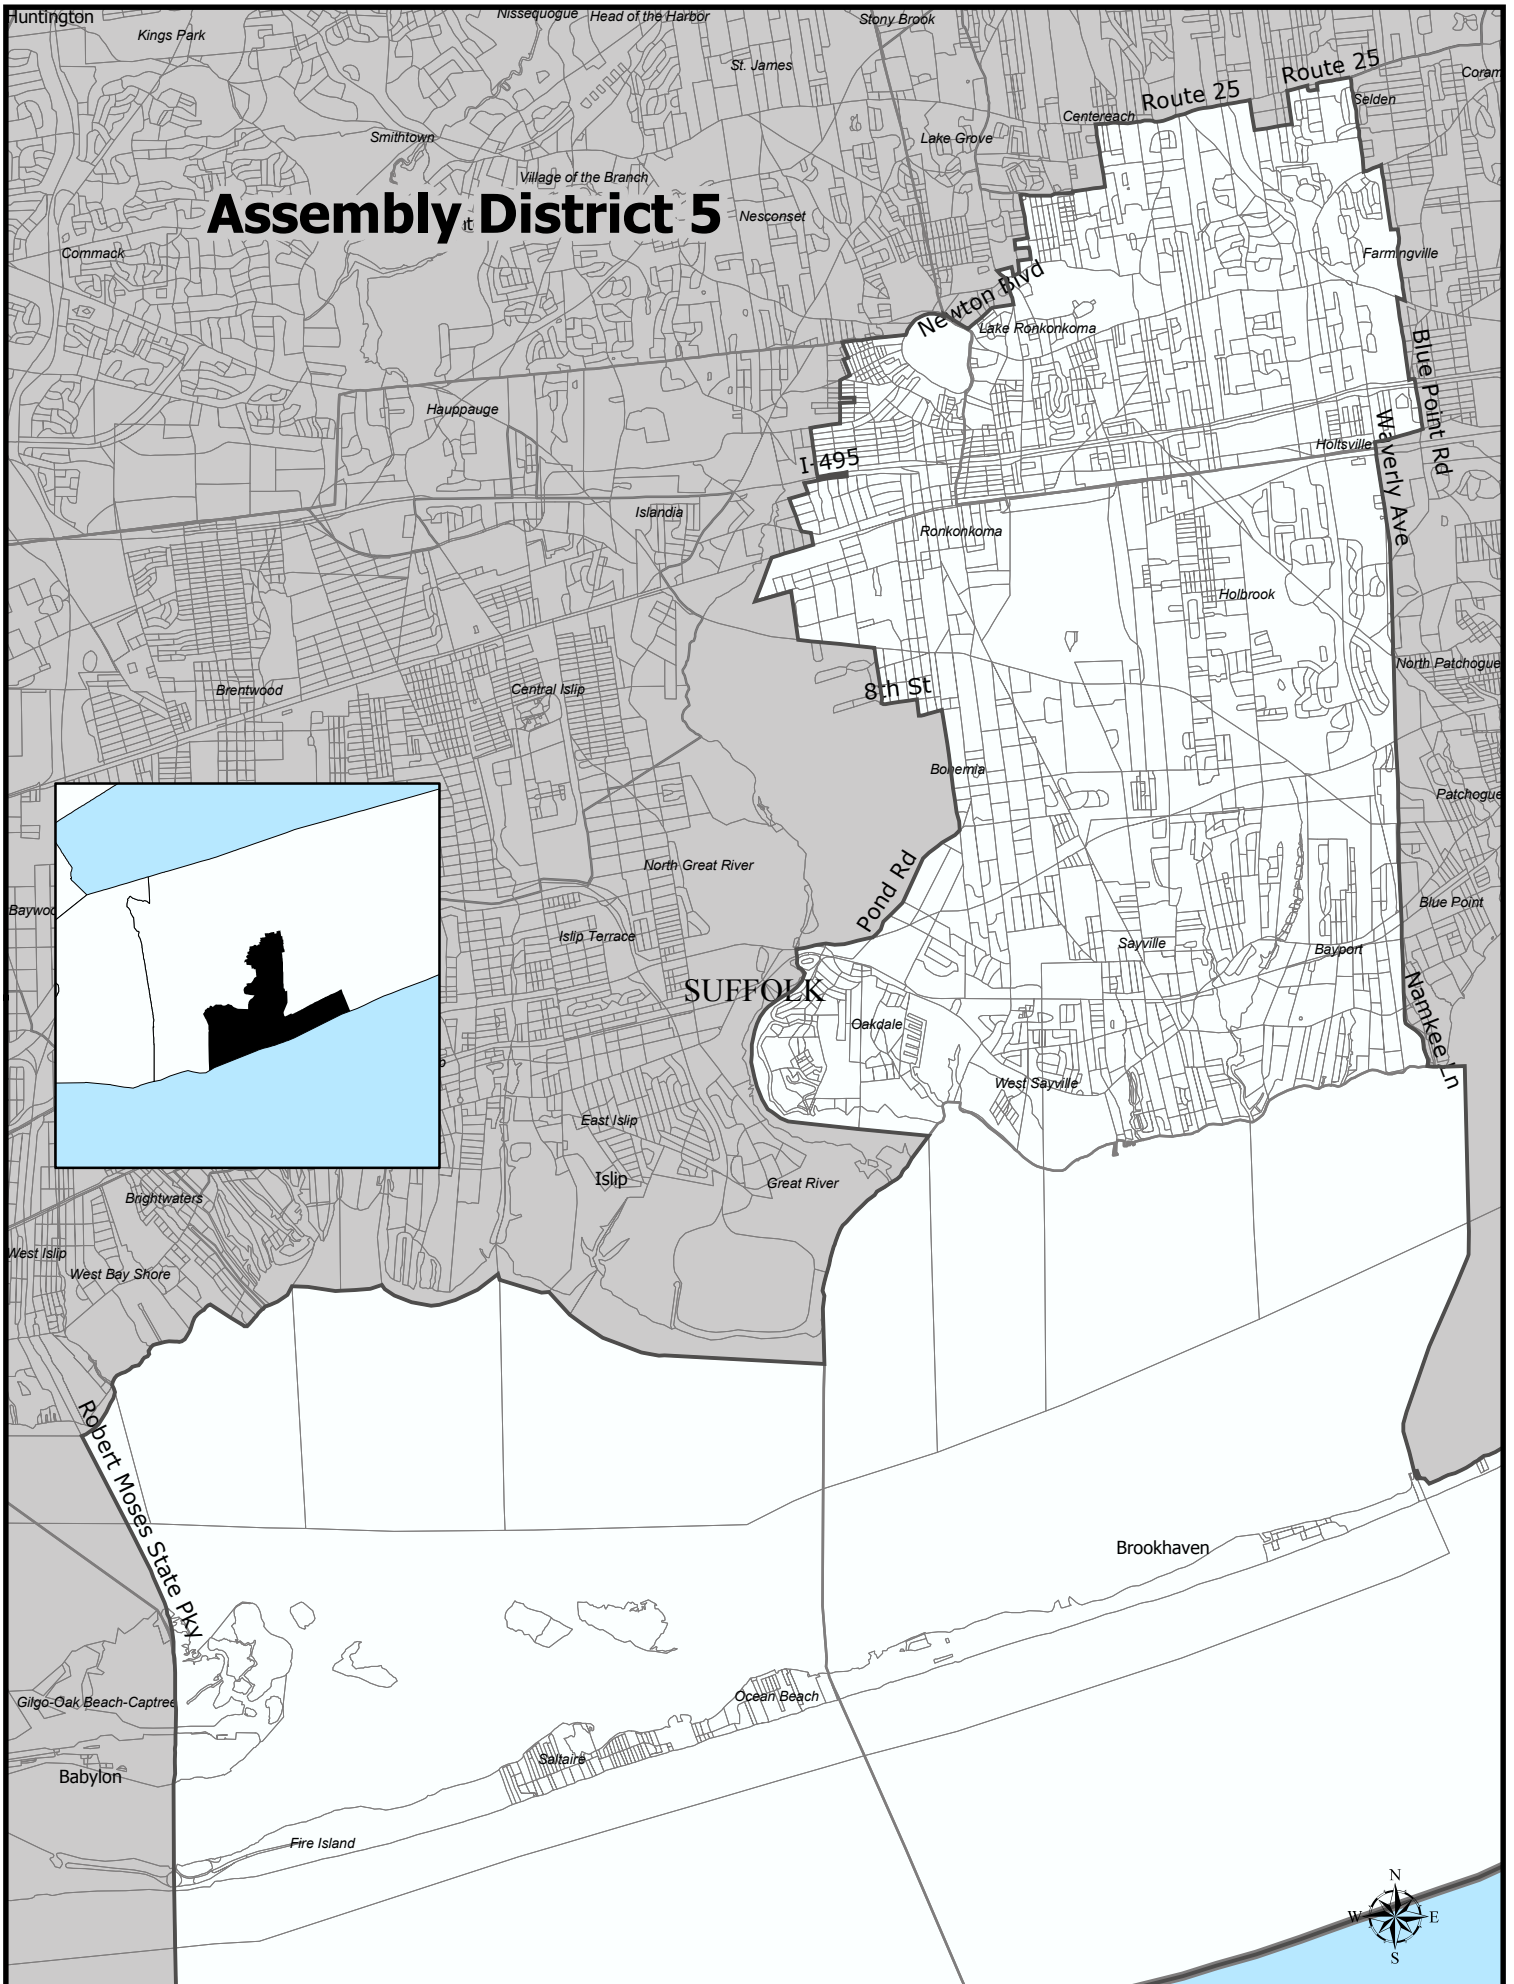 Huntington
Kings Park
Nissequogue
Head of the Harbor
Stony Brook
St. James
Route 25
Route 25
Coram
Selden
Centereach
Smithtown
Lake Grove
Village of the Branch
Assembly District 5
Nesconset
Commack
Farmingville
Newton Blvd
Lake Ronkonkoma
Blue Point Rd
Hauppauge
Waverly Ave
Holtsville
I-495
Islandia
Ronkonkoma
Holbrook
North Patchogue
Brentwood
Central Islip
8th St
Bohemia
Patchogue
North Great River
Pond Rd
Baywoo
Blue Point
Islip Terrace
Sayville
Bayport
SUFFOLK
Namkee Ln
Oakdale
West Sayville
East Islip
Islip
Great River
Brightwaters
West Islip
West Bay Shore
Robert Moses State Pky
Brookhaven
Gilgo-Oak Beach-Captree
Ocean Beach
Saltaire
Babylon
Fire Island
N
W
E
S